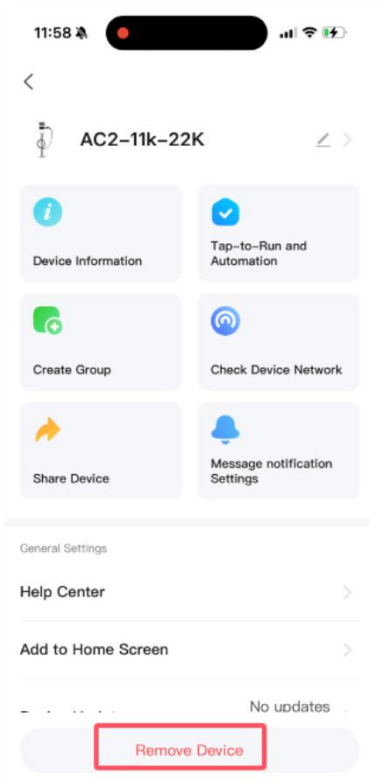 11:58
AC2-11k-22K
Device Information
Tap-to-Run and
Automation
Create Group
Check Device Network
Share Device
Message notification
Settings
General Settings
Help Center
Add to Home Screen
No updates
Remove Device